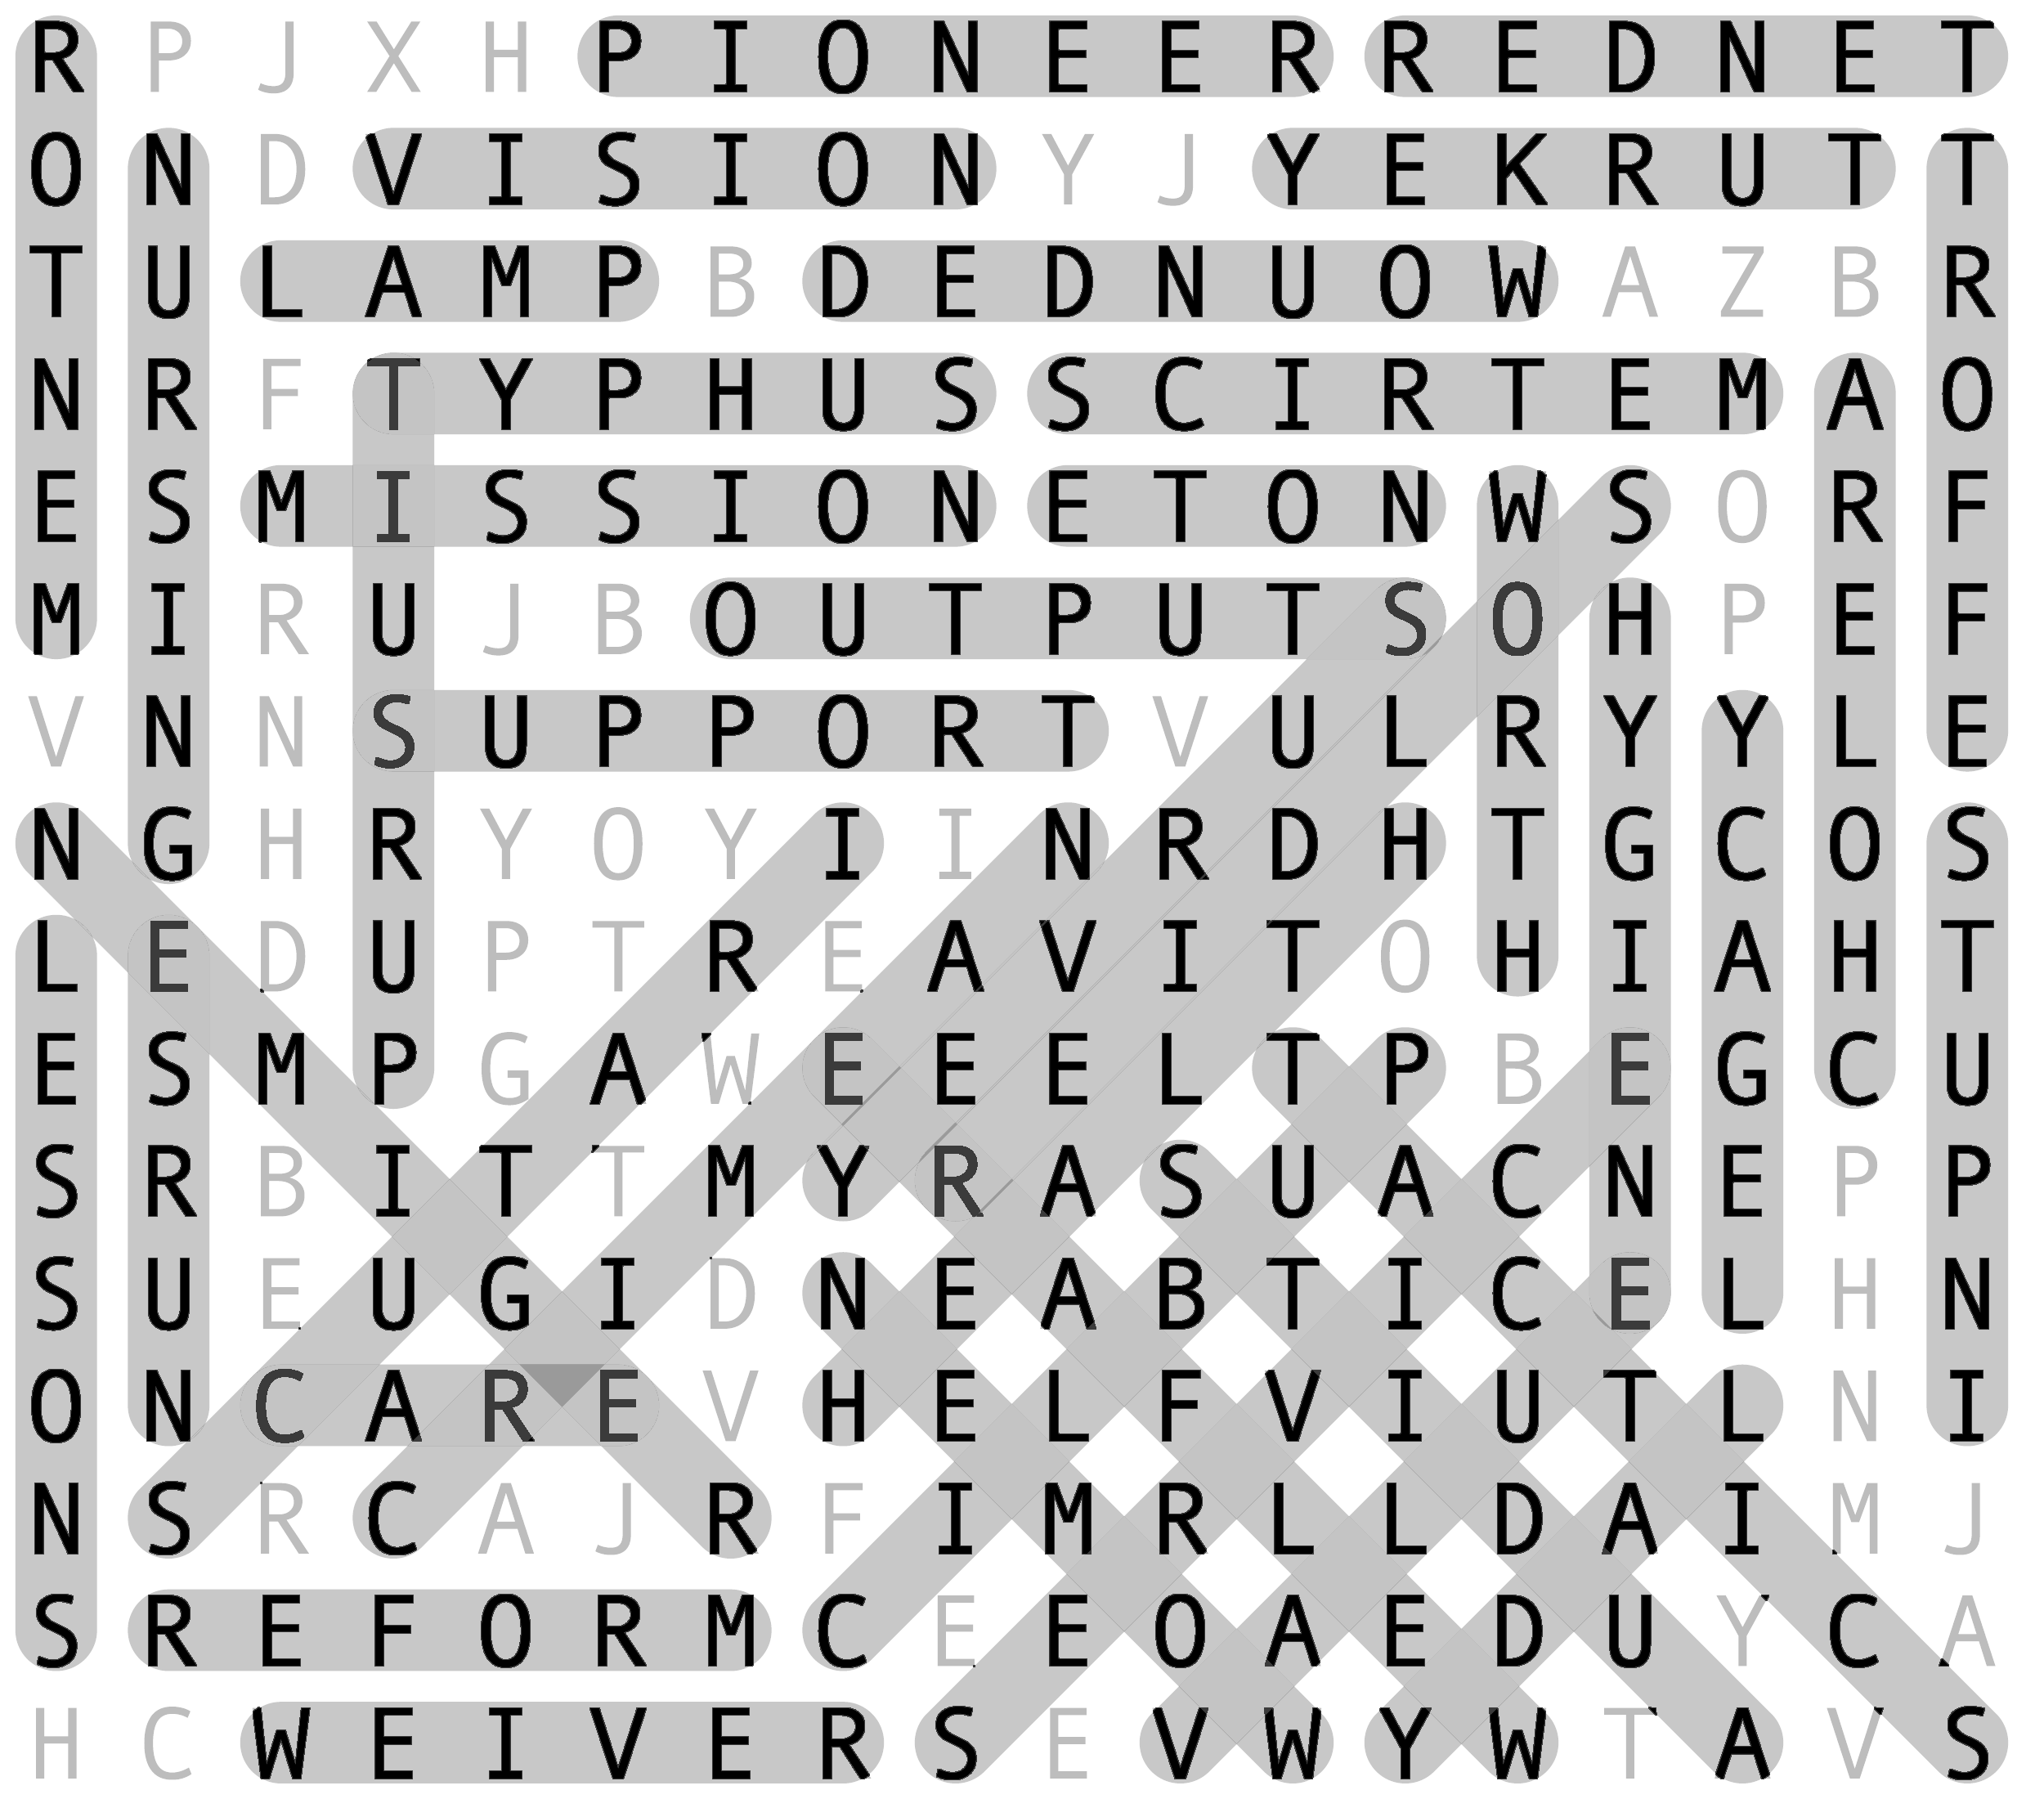 R P J X H P I O N E E R R E D N E T
O N D V I S I O N Y J Y E K R U T T
T U L A M P B D E D N U O W A Z B R
N R F T Y P H U S S C I R T E M A O
E S M I S S I O N E T O N W S O R F
M I R U J B O U T P U T S O H P E F
V N N S U P P O R T V U L R Y Y L E
N G H R Y O Y I I N R D H T G C O S
L E D U P T R E A V I T O H I A H T
E S M P G A W E E E L T P B E G C U
S R B I T T M Y R A S U A C N E P P
S U E U G I D N E A B T I C E L H N
O N C A R E V H E L F V I U T L N I
N S R C A J R F I M R L L D A I M J
S R E F O R M C E E O A E D U Y C A
H C W E I V E R S E V W Y W T A V S